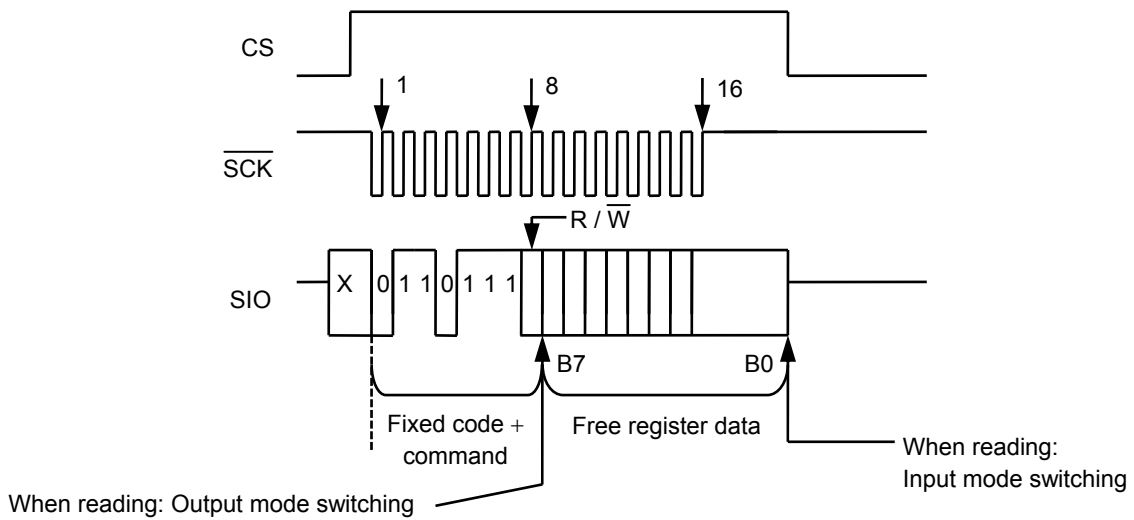 CS
1
8
16
SCK
R / W
SIO
X
0 1 1 0 1 1 1
B7
B0
Fixed code +
command
Free register data
When reading:
Input mode switching
When reading: Output mode switching